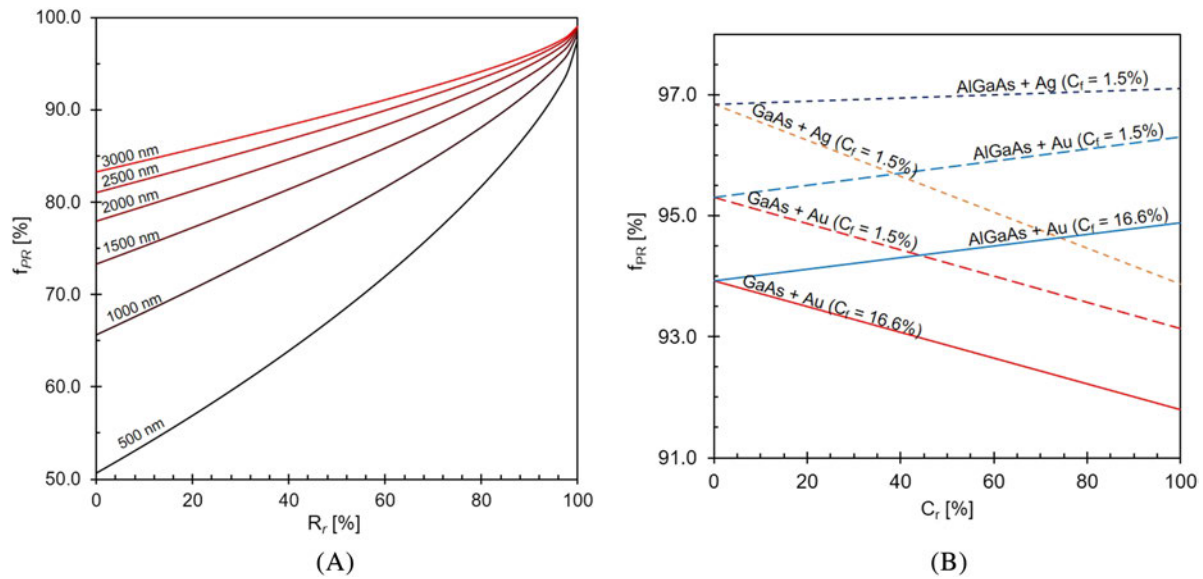 100.0
90.0
80.0
70.0
60.0
50.0
f_PR [%]
3000 nm
2500 nm
2000 nm
1500 nm
1000 nm
500 nm
0 20 40 60 80 100
R_r [%]
(A)
97.0
95.0
93.0
91.0
f_PR [%]
AlGaAs + Ag (C_f = 1.5%)
GaAs + Ag (C_f = 1.5%)
AlGaAs + Au (C_f = 1.5%)
GaAs + Au (C_f = 1.5%)
AlGaAs + Au (C_f = 16.6%)
GaAs + Au (C_f = 16.6%)
0 20 40 60 80 100
C_r [%]
(B)